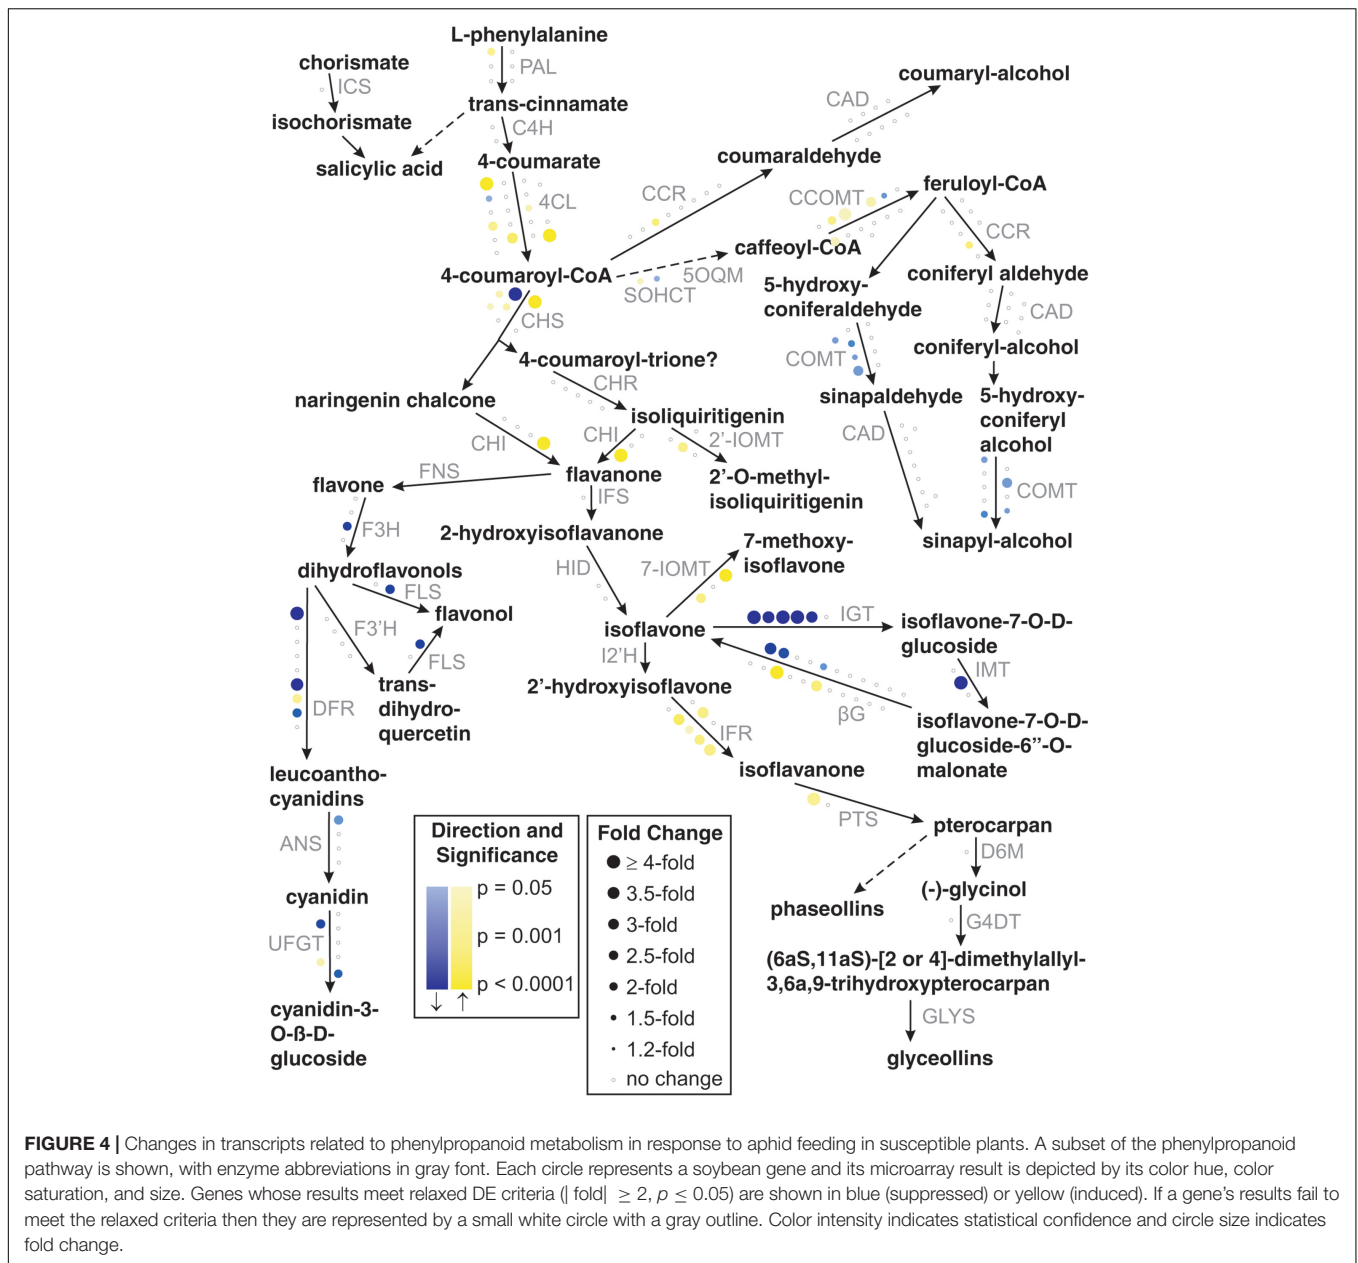 L-phenylalanine
chorismate
PAL
coumaryl-alcohol
ICS
CAD
trans-cinnamate
isochorismate
C4H
salicylic acid
4-coumarate
coumaraldehyde
feruloyl-CoA
4CL
CCR
CCOMT
CCR
caffeoyl-CoA
4-coumaroyl-CoA
5OQM
SOHCT
coniferyl aldehyde
5-hydroxy-
coniferaldehyde
CHS
CAD
4-coumaroyl-trione?
COMT
coniferyl-alcohol
CHR
naringenin chalcone
isoliquiritigenin
sinapaldehyde
5-hydroxy-
coniferyl
alcohol
CHI
CHI
2'-IOMT
CAD
FNS
flavanone
2'-O-methyl-
isoliquiritigenin
flavone
IFS
COMT
F3H
2-hydroxyisoflavanone
7-methoxy-
isoflavone
sinapyl-alcohol
HID
7-IOMT
dihydroflavonols
FLS
flavonol
F3'H
isoflavone
IGT
isoflavone-7-O-D-
glucoside
FLS
I2'H
IMT
trans-
dihydro-
quercetin
2'-hydroxyisoflavone
DFR
βG
IFR
isoflavone-7-O-D-
glucoside-6”-O-
malonate
leucoantho-
cyanidins
isoflavanone
PTS
pterocarpan
ANS
D6M
cyanidin
(-)-glycinol
phaseollins
UFGT
G4DT
(6aS,11aS)-[2 or 4]-dimethylallyl-
3,6a,9-trihydroxypterocarpan
cyanidin-3-
O-ß-D-
glucoside
GLYS
glyceollins
Direction and
Significance
p = 0.05
p = 0.001
p < 0.0001
↓ ↑
Fold Change
≥ 4-fold
3.5-fold
3-fold
2.5-fold
2-fold
1.5-fold
1.2-fold
no change
FIGURE 4 | Changes in transcripts related to phenylpropanoid metabolism in response to aphid feeding in susceptible plants. A subset of the phenylpropanoid
pathway is shown, with enzyme abbreviations in gray font. Each circle represents a soybean gene and its microarray result is depicted by its color hue, color
saturation, and size. Genes whose results meet relaxed DE criteria (| fold| ≥ 2, p ≤ 0.05) are shown in blue (suppressed) or yellow (induced). If a gene's results fail to
meet the relaxed criteria then they are represented by a small white circle with a gray outline. Color intensity indicates statistical confidence and circle size indicates
fold change.